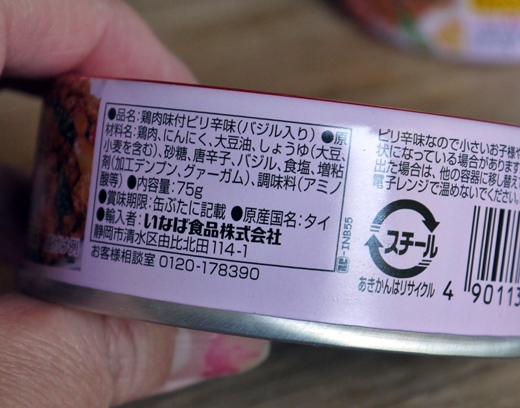 ●品名:鶏肉味付ピリ辛味(バジル入り)●原
材料名:鶏肉、にんにく、大豆油、しょうゆ(大豆、
小麦を含む)、砂糖、唐辛子、バジル、食塩、増粘
剤(加工デンプン、グァーガム)、調味料(アミノ
酸等)●内容量:75g
●賞味期限:缶ぶたに記載●原産国名:タイ
●輸入者:いなば食品株式会社
静岡市清水区由比北田114-1
お客様相談室 0120-178390
肥-INB55
ピリ辛味なので小さいお子様や
状になっている場合があります
出た場合は、他の容器に移し替え
電子レンジで温めないでください
スチール
あきかんはリサイクル
4 90113